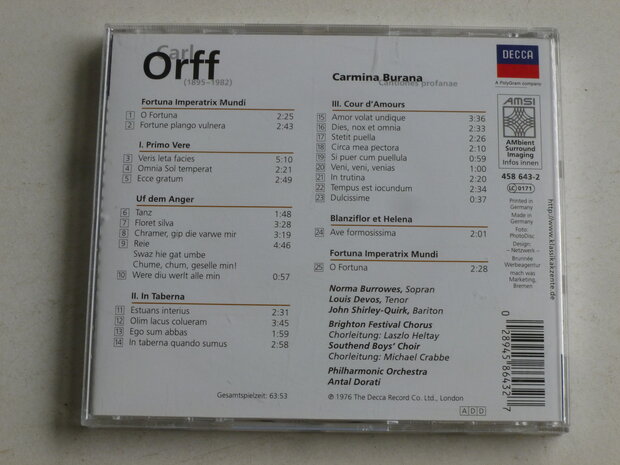 Carl
Orff
(1895–1982)
Fortuna Imperatrix Mundi
1 O Fortuna 2:25
2 Fortune plango vulnera 2:43
I. Primo Vere
3 Veris leta facies 5:10
4 Omnia Sol temperat 2:21
5 Ecce gratum 2:49
Uf dem Anger
6 Tanz 1:48
7 Floret silva 3:28
8 Chramer, gip die varwe mir 3:19
9 Reie 4:46
Swaz hie gat umbe
Chume, chum, geselle min!
10 Were diu werlt alle min 0:57
II. In Taberna
11 Estuans interius 2:31
12 Olim lacus colueram 3:45
13 Ego sum abbas 1:59
14 In taberna quando sumus 2:58
Gesamtspielzeit: 63:53
Carmina Burana
Cantiones profanae
III. Cour d'Amours
15 Amor volat undique 3:36
16 Dies, nox et omnia 2:33
17 Stetit puella 2:26
18 Circa mea pectora 2:10
19 Si puer cum puellula 0:59
20 Veni, veni, venias 1:00
21 In trutina 2:20
22 Tempus est iocundum 2:34
23 Dulcissime 0:37
Blanziflor et Helena
24 Ave formosissima 2:01
Fortuna Imperatrix Mundi
25 O Fortuna 2:28
Norma Burrowes, Sopran
Louis Devos, Tenor
John Shirley-Quirk, Bariton
Brighton Festival Chorus
Chorleitung: Laszlo Heltay
Southend Boys' Choir
Chorleitung: Michael Crabbe
Philharmonic Orchestra
Antal Dorati
℗ 1976 The Decca Record Co. Ltd., London
ADD
DECCA
A PolyGram company
AMSI
AMbient
Surround
Imaging
Infos innen
458 643-2
LC 0171
Printed in
Germany
Made in
Germany
Foto:
PhotoDisc
Design:
– Netzwerk –
Brunnée
Werbeagentur
mach was
Marketing,
Bremen
http://www.klassikakzente.de
0 28945 86432 7